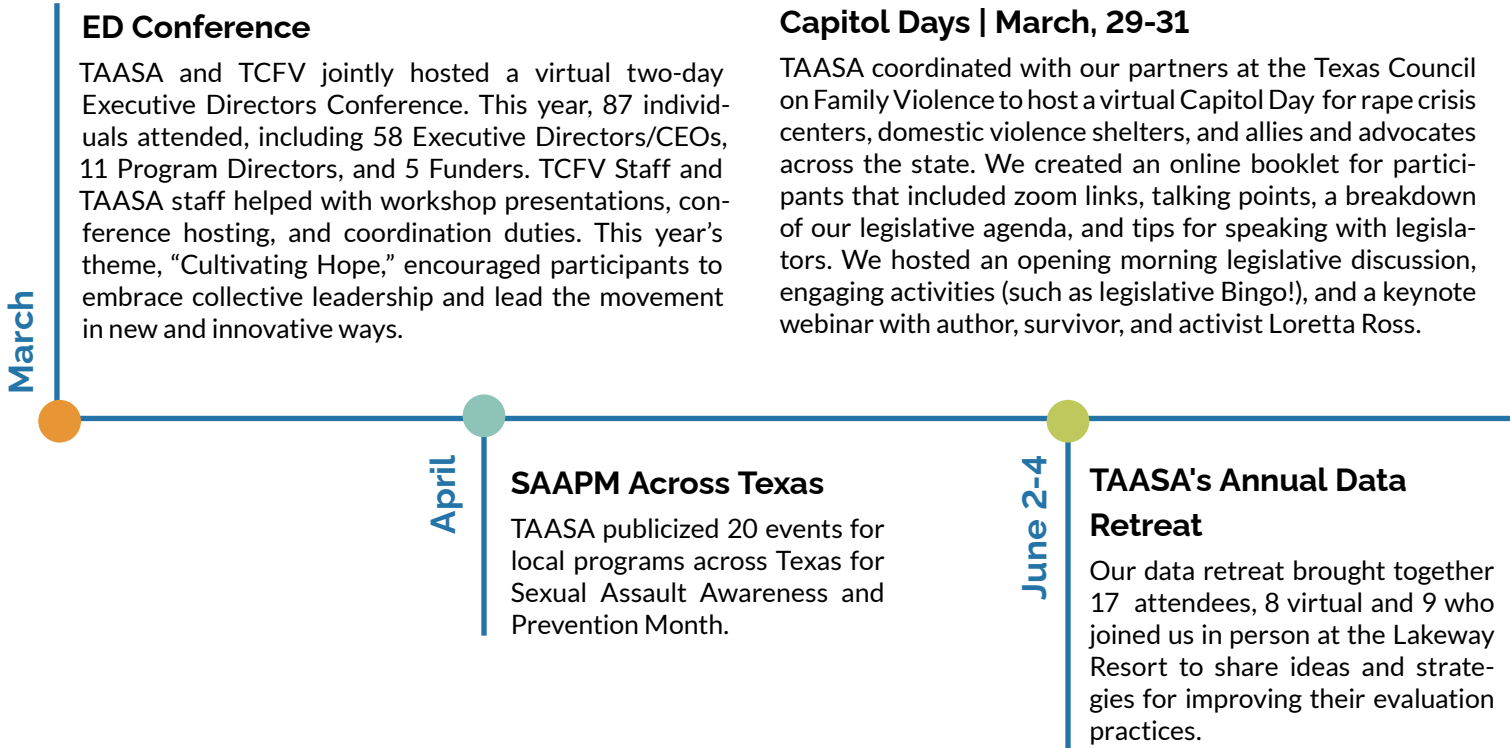 March
ED Conference
TAASA and TCFV jointly hosted a virtual two-day
Executive Directors Conference. This year, 87 individ-
uals attended, including 58 Executive Directors/CEOs,
11 Program Directors, and 5 Funders. TCFV Staff and
TAASA staff helped with workshop presentations, con-
ference hosting, and coordination duties. This year's
theme, “Cultivating Hope,” encouraged participants to
embrace collective leadership and lead the movement
in new and innovative ways.
Capitol Days | March, 29-31
TAASA coordinated with our partners at the Texas Council
on Family Violence to host a virtual Capitol Day for rape crisis
centers, domestic violence shelters, and allies and advocates
across the state. We created an online booklet for partici-
pants that included zoom links, talking points, a breakdown
of our legislative agenda, and tips for speaking with legisla-
tors. We hosted an opening morning legislative discussion,
engaging activities (such as legislative Bingo!), and a keynote
webinar with author, survivor, and activist Loretta Ross.
April
SAAPM Across Texas
TAASA publicized 20 events for
local programs across Texas for
Sexual Assault Awareness and
Prevention Month.
June 2-4
TAASA's Annual Data
Retreat
Our data retreat brought together
17 attendees, 8 virtual and 9 who
joined us in person at the Lakeway
Resort to share ideas and strate-
gies for improving their evaluation
practices.